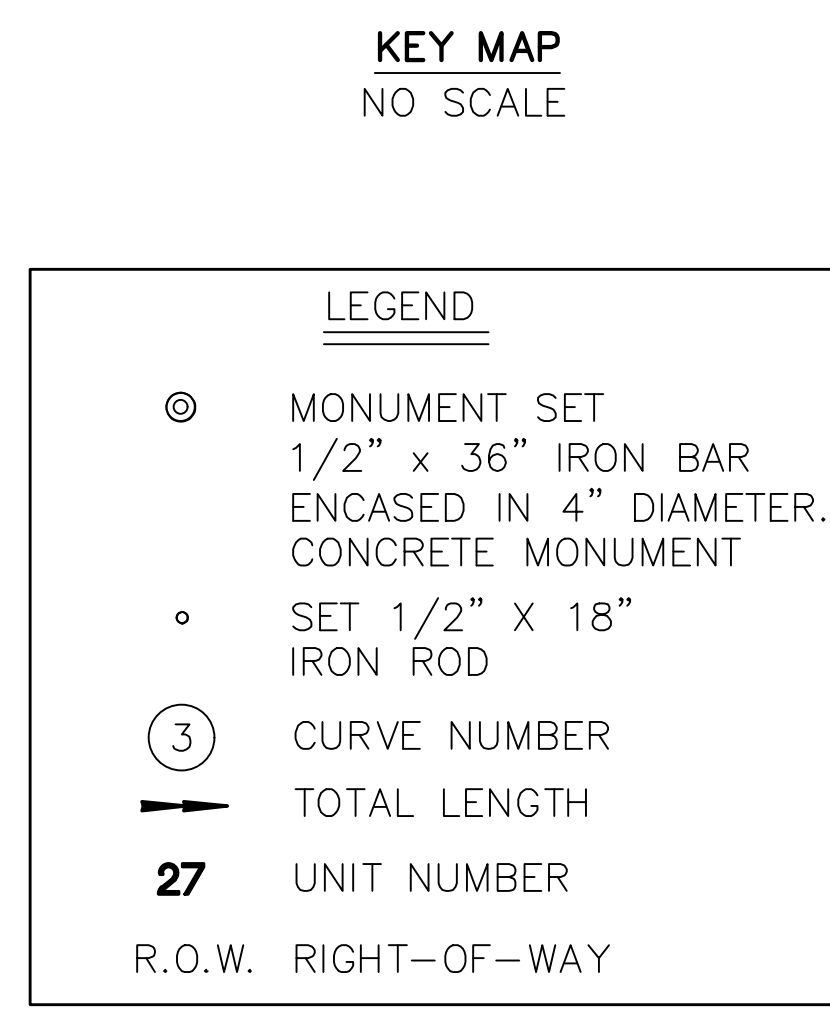 KEY MAP
NO SCALE
LEGEND
MONUMENT SET
1/2” x 36” IRON BAR
ENCASED IN 4” DIAMETER.
CONCRETE MONUMENT
SET 1/2” X 18”
IRON ROD
3 CURVE NUMBER
TOTAL LENGTH
27 UNIT NUMBER
R.O.W. RIGHT–OF–WAY